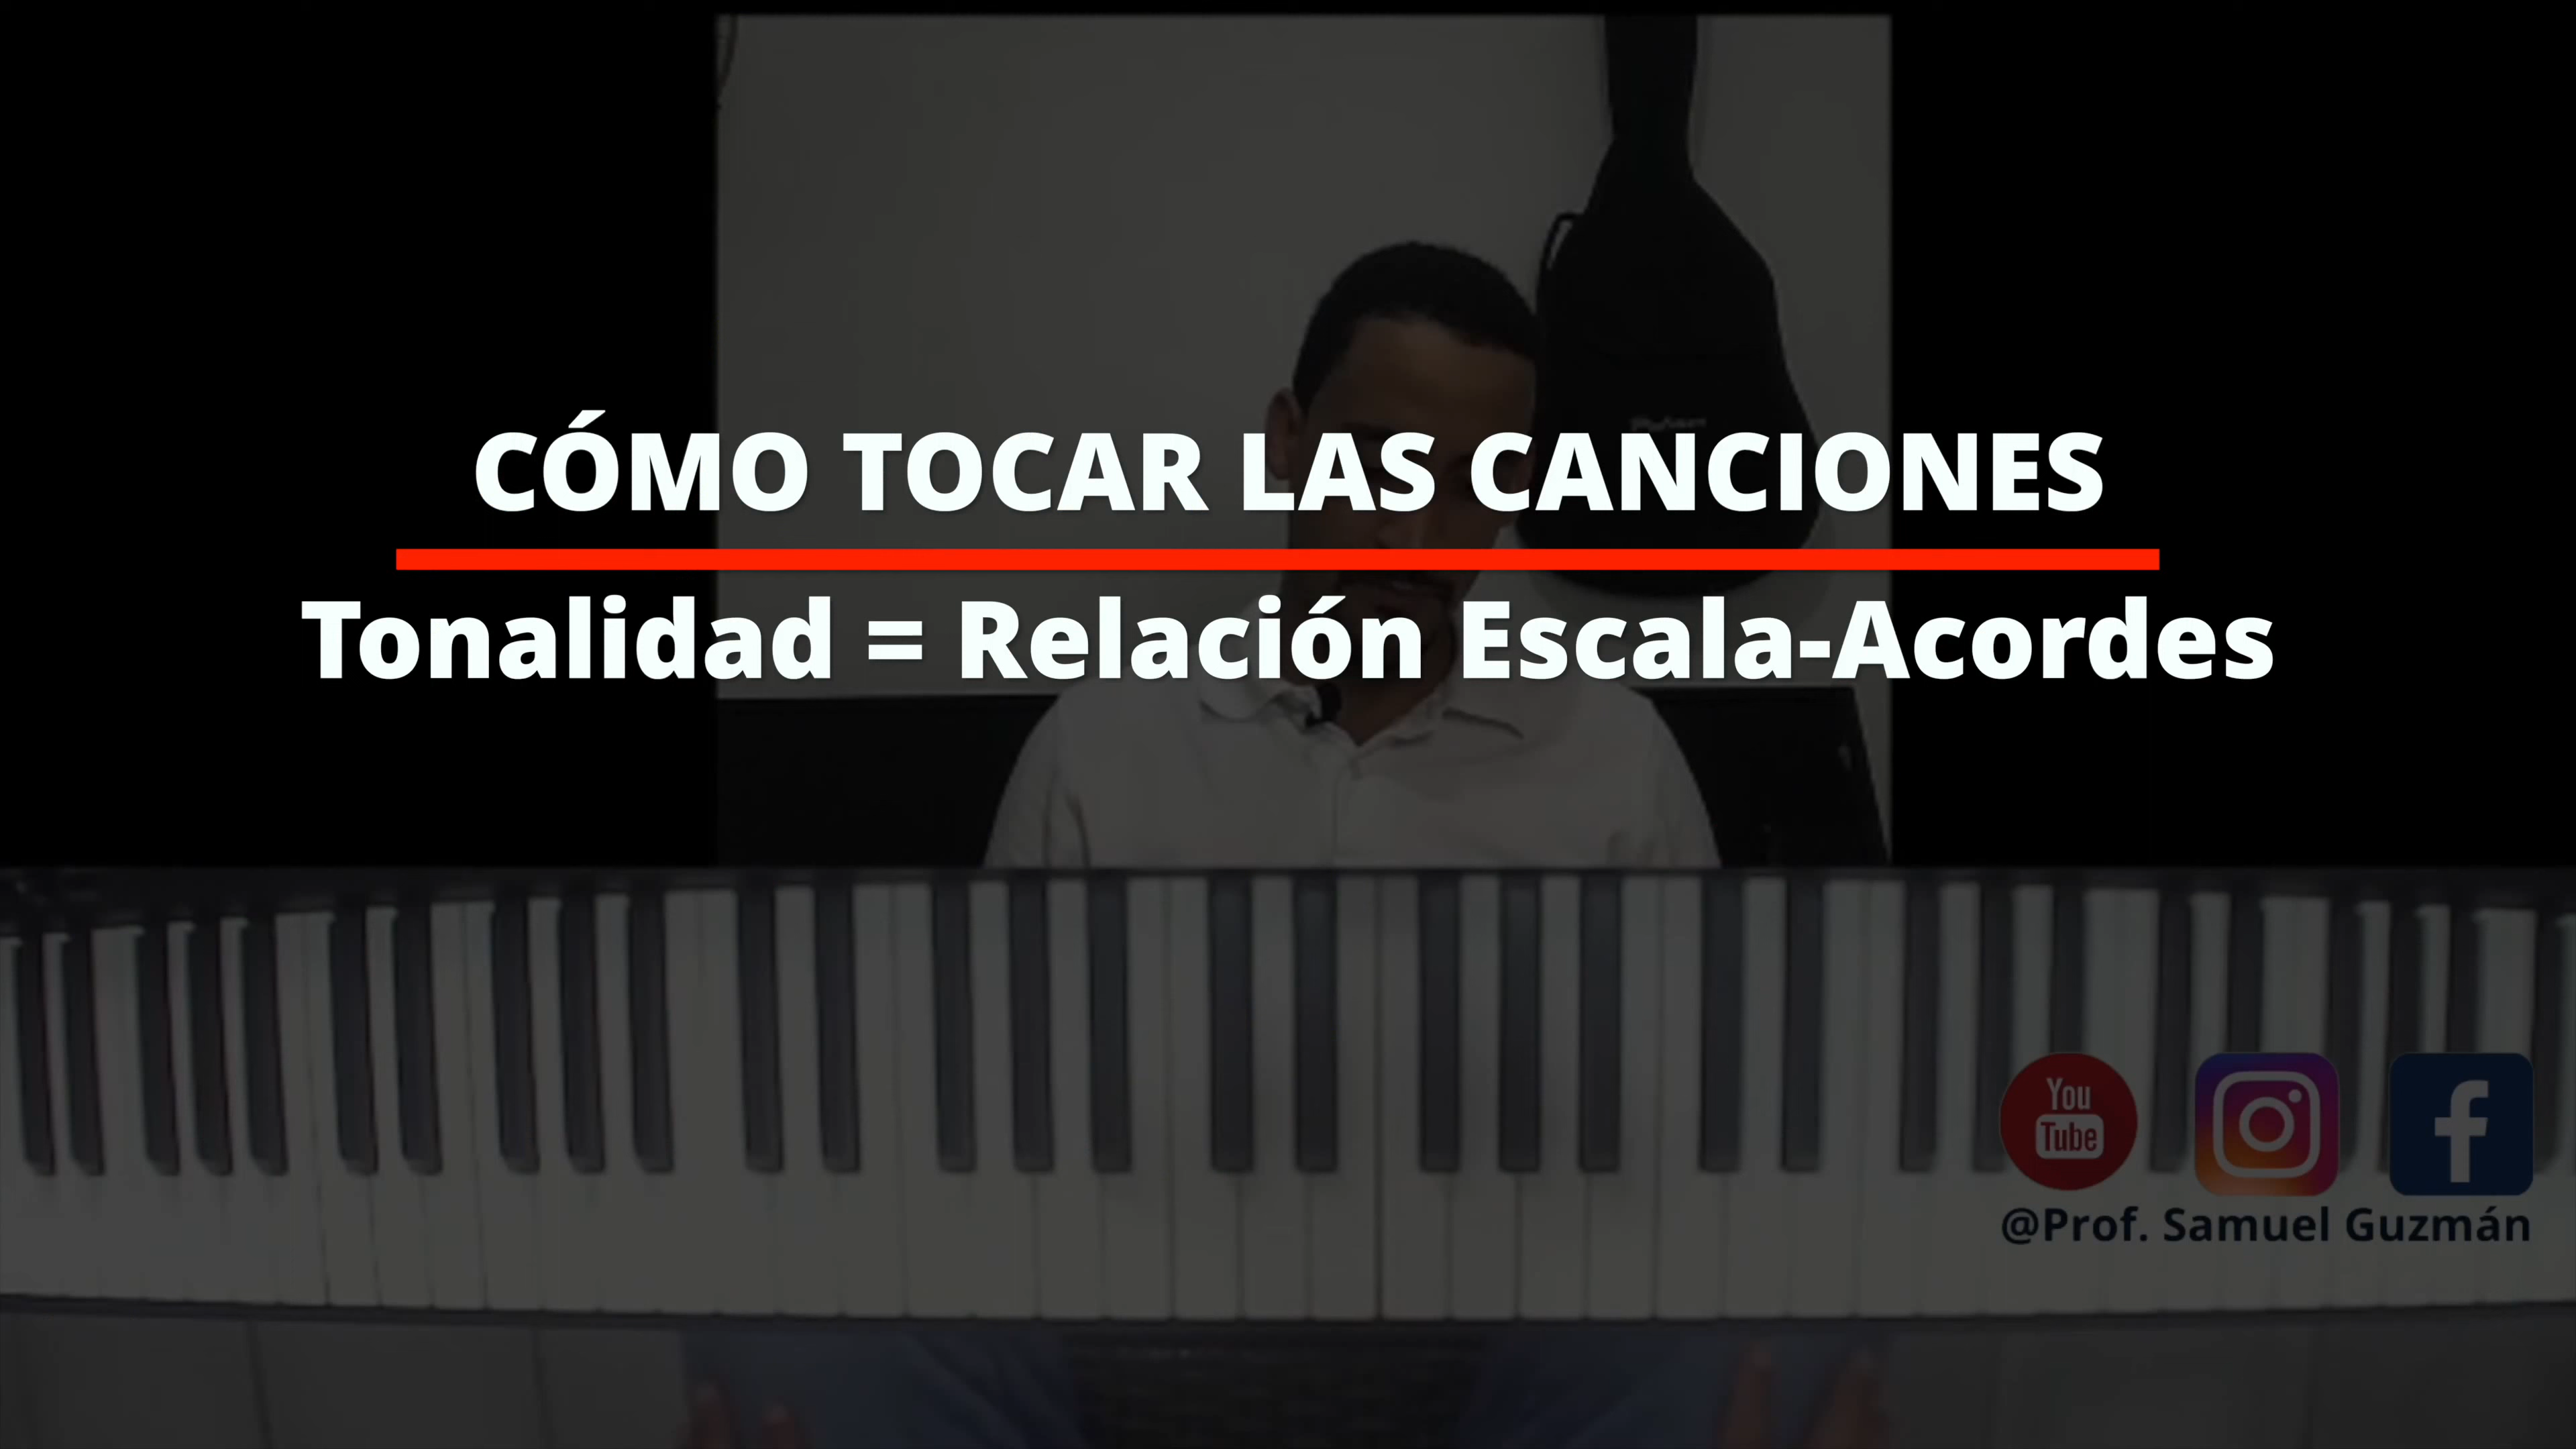 CÓMO TOCAR LAS CANCIONES
Tonalidad = Relación Escala-Acordes
You
Tube
@Prof. Samuel Guzmán